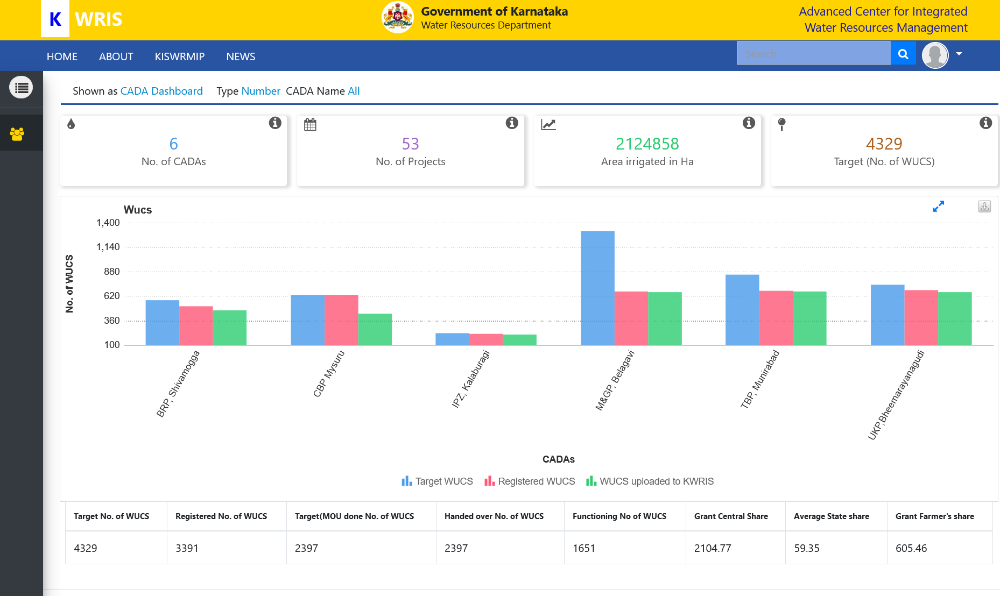 K WRIS
Government of Karnataka
Water Resources Department
Advanced Center for Integrated
Water Resources Management
HOME ABOUT KISWRMIP NEWS
Search
Shown as CADA Dashboard Type Number CADA Name All
6
No. of CADAs
53
No. of Projects
2124858
Area irrigated in Ha
4329
Target (No. of WUCS)
Wucs
No. of WUCS
1,400
1,140
880
620
360
100
BRP, Shivamogga
CBP Mysuru
IPZ, Kalaburagi
M&GP, Belagavi
TBP, Munirabad
UKP,Bheemarayanagudi
CADAs
Target WUCS Registered WUCS WUCS uploaded to KWRIS
Target No. of WUCS Registered No. of WUCS Target(MOU done No. of WUCS Handed over No. of WUCS Functioning No of WUCS Grant Central Share Average State share Grant Farmer's share
4329 3391 2397 2397 1651 2104.77 59.35 605.46